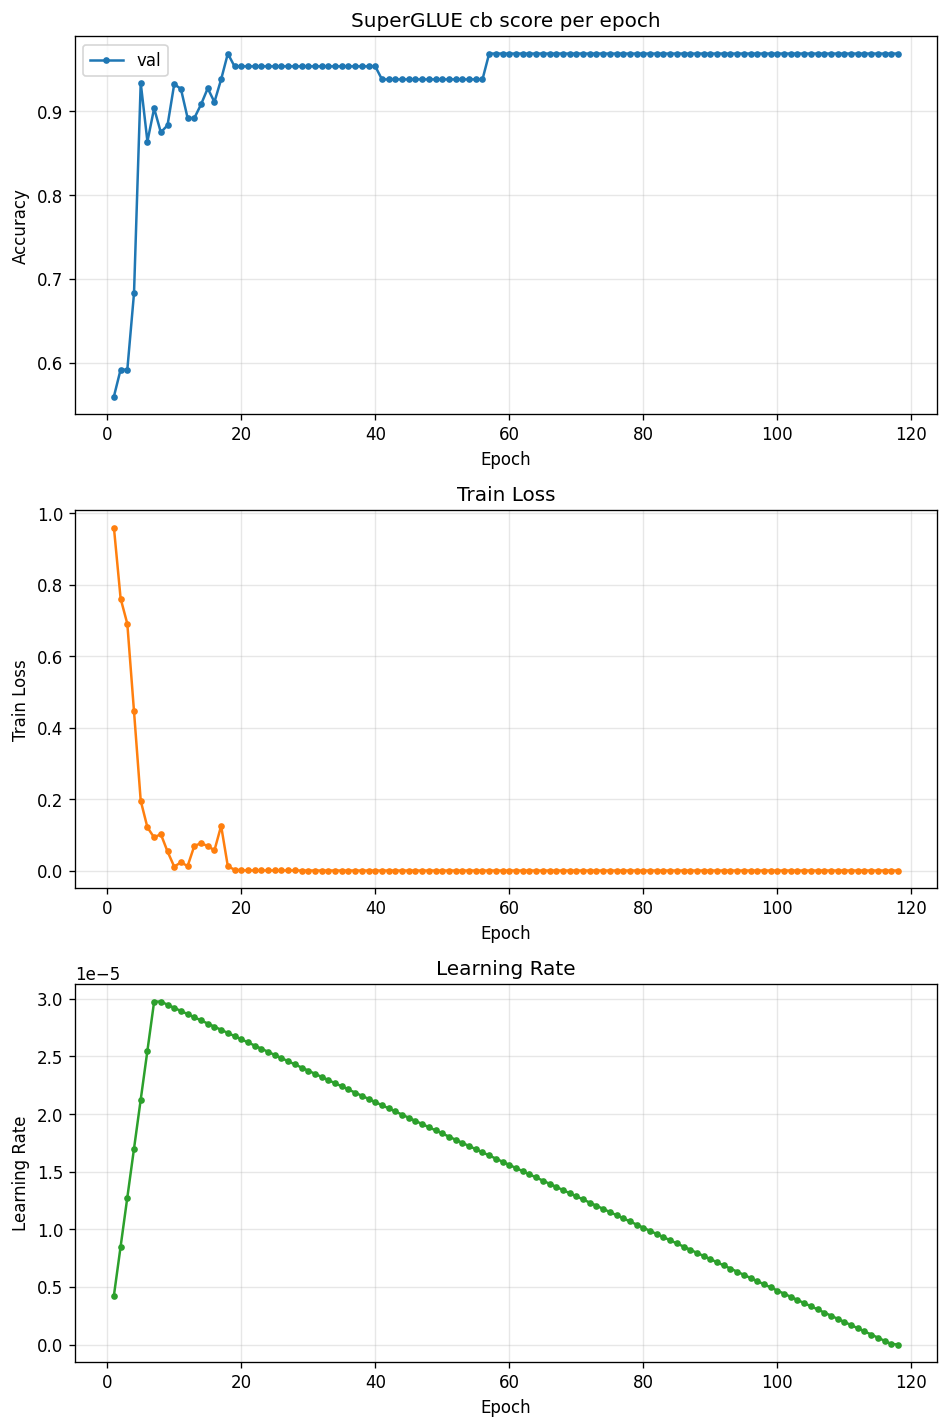 SuperGLUE cb score per epoch
val
Accuracy
0.9
0.8
0.7
0.6
0 20 40 60 80 100 120
Epoch
Train Loss
Train Loss
1.0
0.8
0.6
0.4
0.2
0.0
0 20 40 60 80 100 120
Epoch
Learning Rate
1e−5
Learning Rate
3.0
2.5
2.0
1.5
1.0
0.5
0.0
0 20 40 60 80 100 120
Epoch